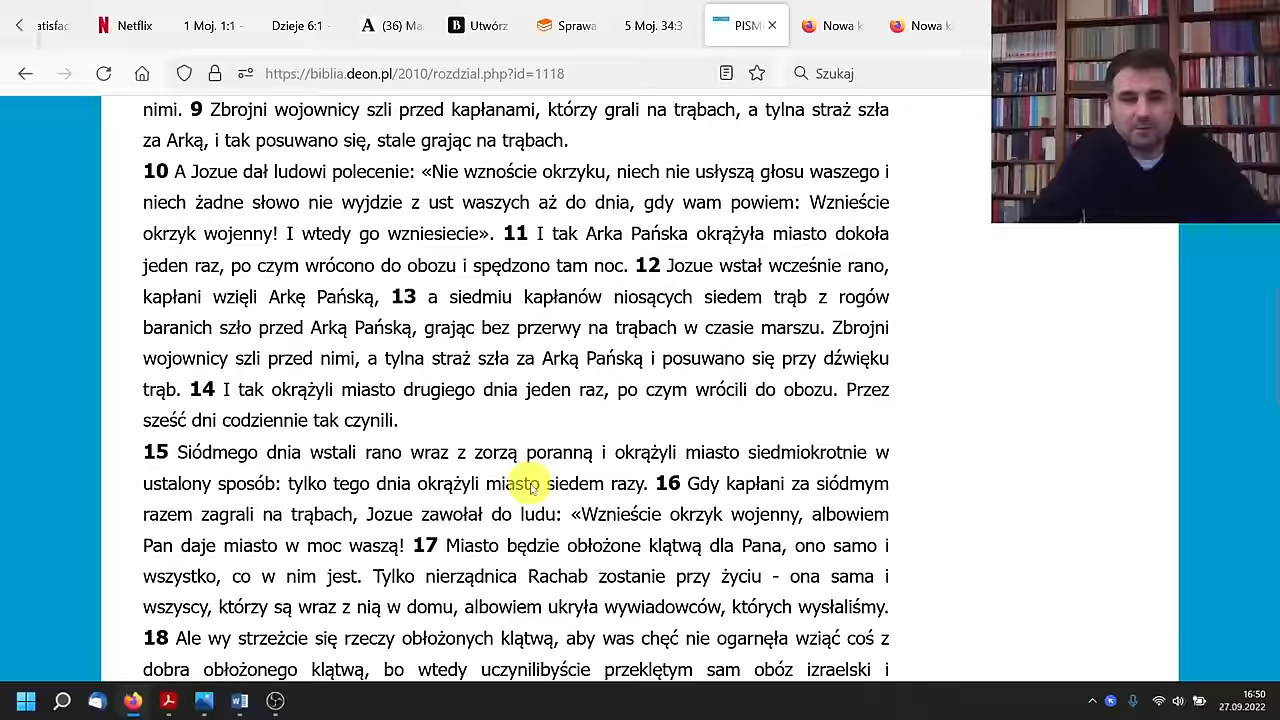 atisfac
Netflix
1 Moj. 1:1
Dzieje 6:1
(36) Ma
Utwórz
Sprawa
5 Moj. 34:3
PISM
Nowa k
Nowa k
https://biblia.deon.pl/2010/rozdzial.php?id=1118
Szukaj
nimi. 9 Zbrojni wojownicy szli przed kapłanami, którzy grali na trąbach, a tylna straż szła
za Arką, i tak posuwano się, stale grając na trąbach.
10 A Jozue dał ludowi polecenie: «Nie wznoście okrzyku, niech nie usłyszą głosu waszego i
niech żadne słowo nie wyjdzie z ust waszych aż do dnia, gdy wam powiem: Wznieście
okrzyk wojenny! I wtedy go wzniesiecie». 11 I tak Arka Pańska okrążyła miasto dokoła
jeden raz, po czym wrócono do obozu i spędzono tam noc. 12 Jozue wstał wcześnie rano,
kapłani wzięli Arkę Pańską, 13 a siedmiu kapłanów niosących siedem trąb z rogów
baranich szło przed Arką Pańską, grając bez przerwy na trąbach w czasie marszu. Zbrojni
wojownicy szli przed nimi, a tylna straż szła za Arką Pańską i posuwano się przy dźwięku
trąb. 14 I tak okrążyli miasto drugiego dnia jeden raz, po czym wrócili do obozu. Przez
sześć dni codziennie tak czynili.
15 Siódmego dnia wstali rano wraz z zorzą poranną i okrążyli miasto siedmiokrotnie w
ustalony sposób: tylko tego dnia okrążyli miasto siedem razy. 16 Gdy kapłani za siódmym
razem zagrali na trąbach, Jozue zawołał do ludu: «Wznieście okrzyk wojenny, albowiem
Pan daje miasto w moc waszą! 17 Miasto będzie obłożone klątwą dla Pana, ono samo i
wszystko, co w nim jest. Tylko nierządnica Rachab zostanie przy życiu - ona sama i
wszyscy, którzy są wraz z nią w domu, albowiem ukryła wywiadowców, których wysłaliśmy.
18 Ale wy strzeżcie się rzeczy obłożonych klątwą, aby was chęć nie ogarnęła wziąć coś z
dobra obłożonego klątwą, bo wtedy uczynilibyście przeklętym sam obóz izraelski i
16:50
27.09.2022